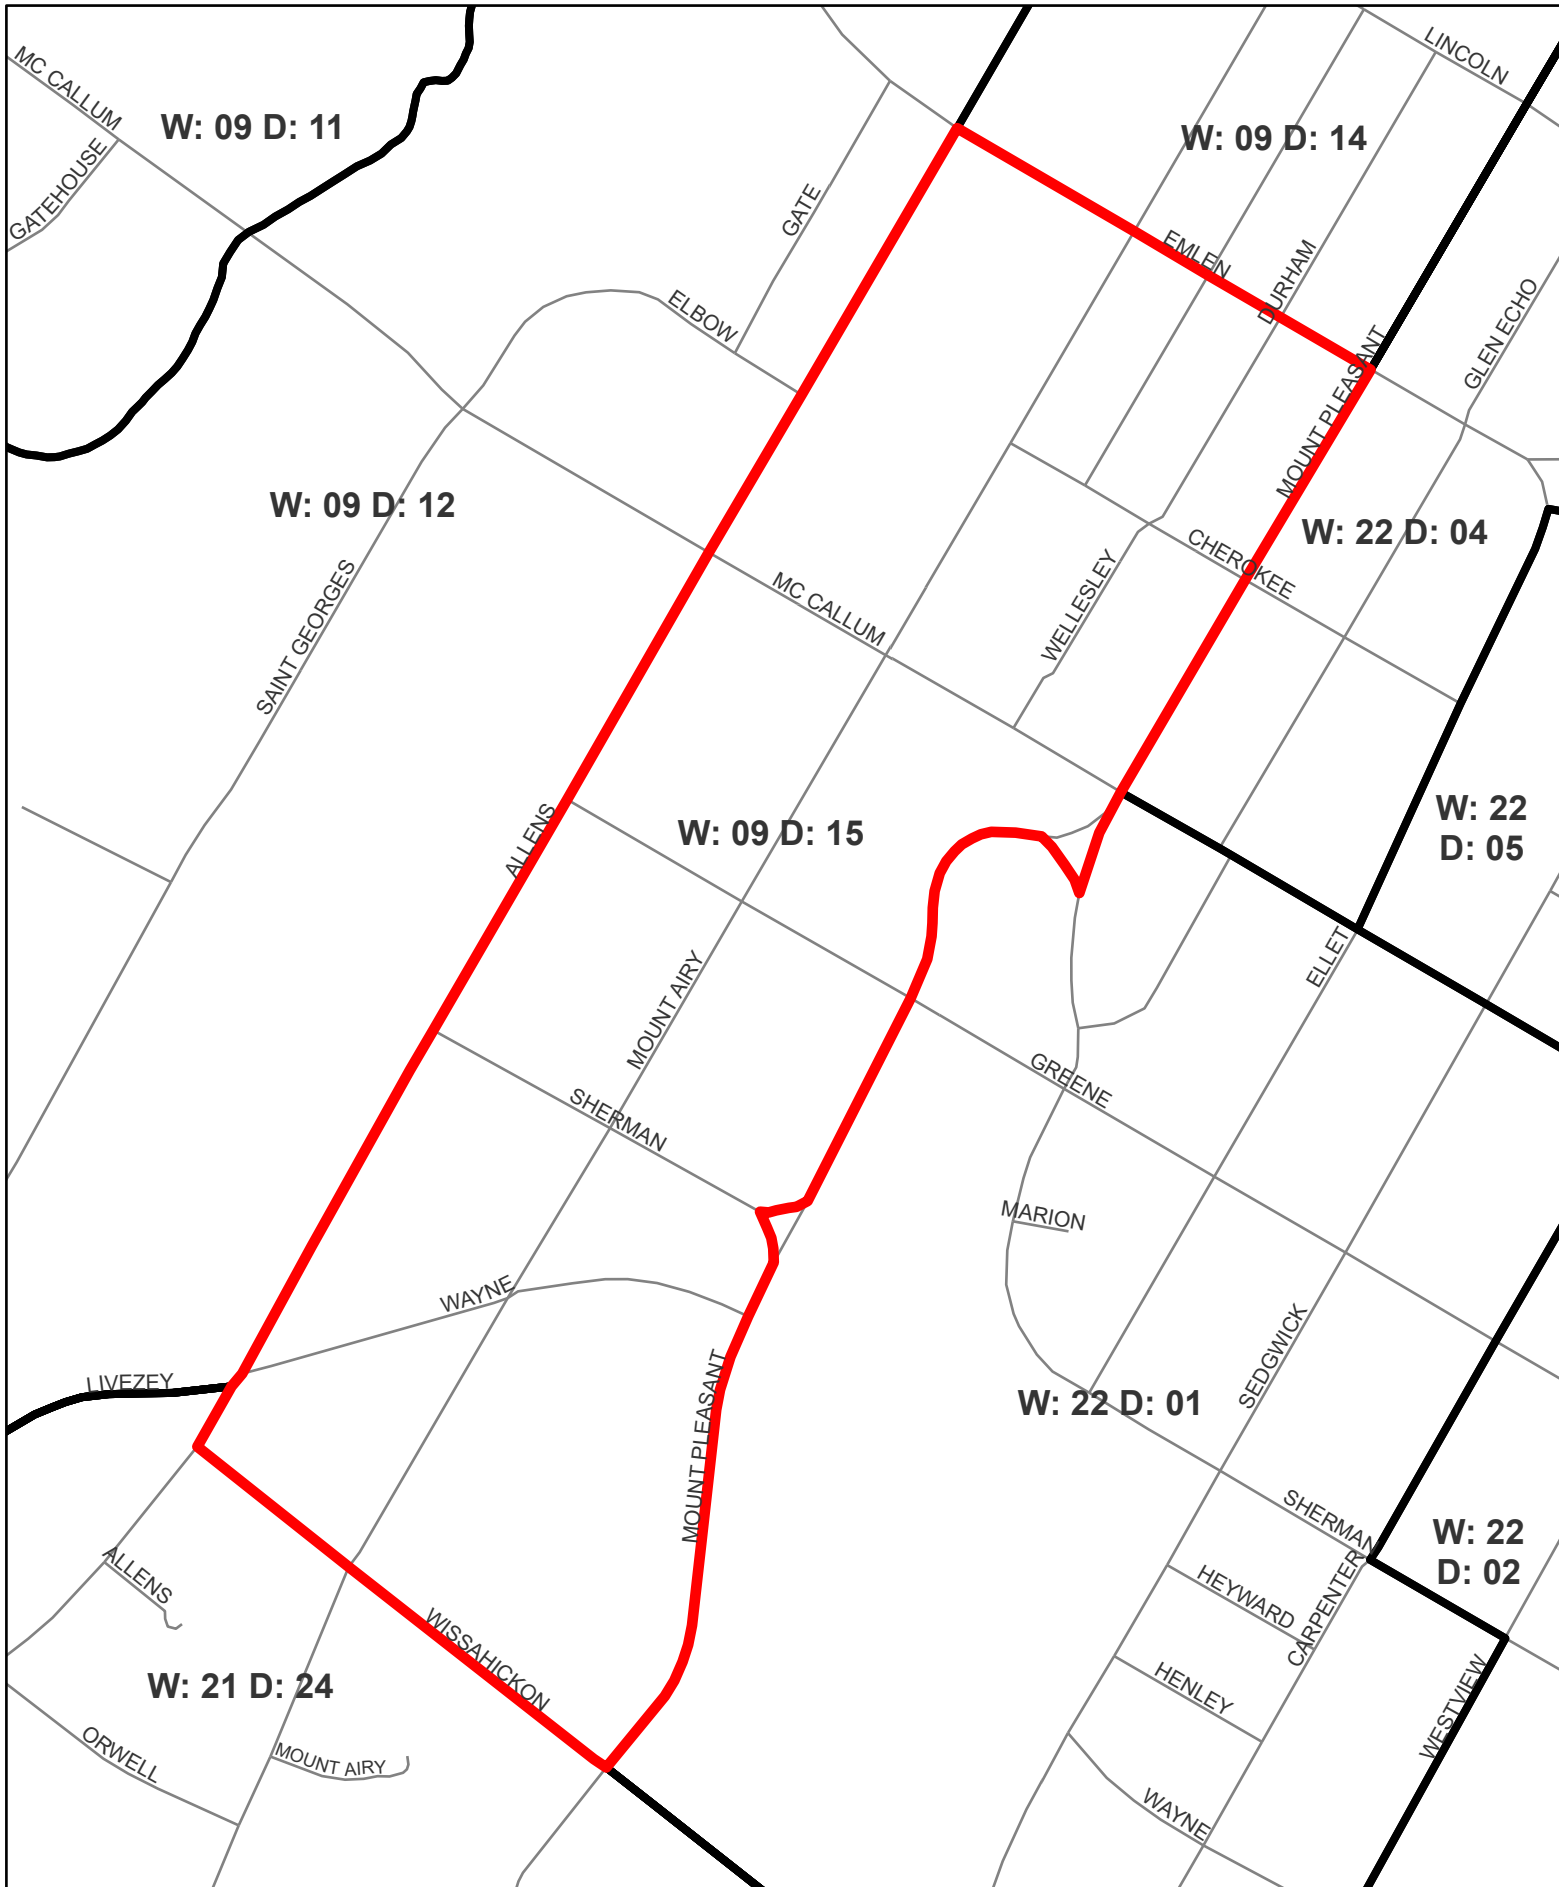 LINCOLN
MC CALLUM
W: 09 D: 11
W: 09 D: 14
GATEHOUSE
GATE
EMLEN
DURHAM
GLEN ECHO
ELBOW
MOUNT PLEASANT
W: 09 D: 12
W: 22 D: 04
CHEROKEE
SAINT GEORGES
MC CALLUM
WELLESLEY
W: 22
D: 05
ALLENS
W: 09 D: 15
ELLET
MOUNT AIRY
GREENE
SHERMAN
MARION
WAYNE
SEDGWICK
LIVEZEY
MOUNT PLEASANT
W: 22 D: 01
SHERMAN
W: 22
D: 02
ALLENS
HEYWARD
CARPENTER
WISSAHICKON
W: 21 D: 24
HENLEY
WESTVIEW
ORWELL
MOUNT AIRY
WAYNE